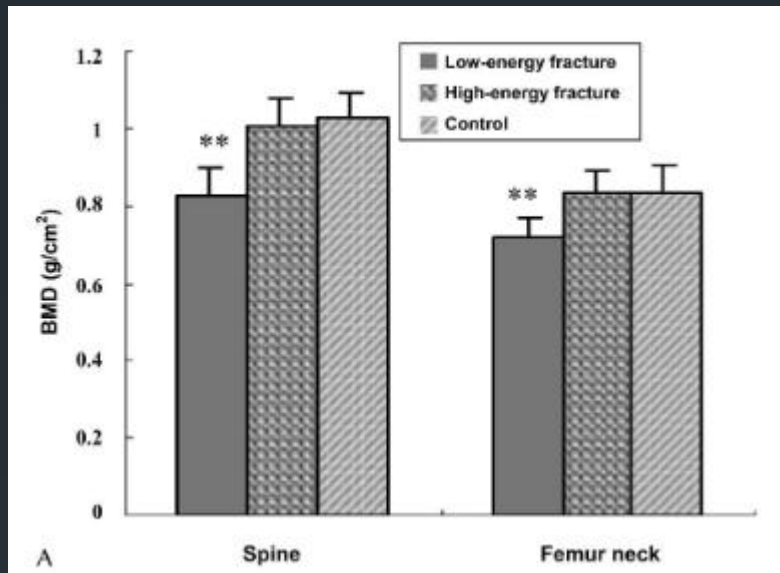 1.2
1
0.8
0.6
0.4
0.2
0
BMD (g/cm²)
Low-energy fracture
High-energy fracture
Control
**
**
Spine
Femur neck
A